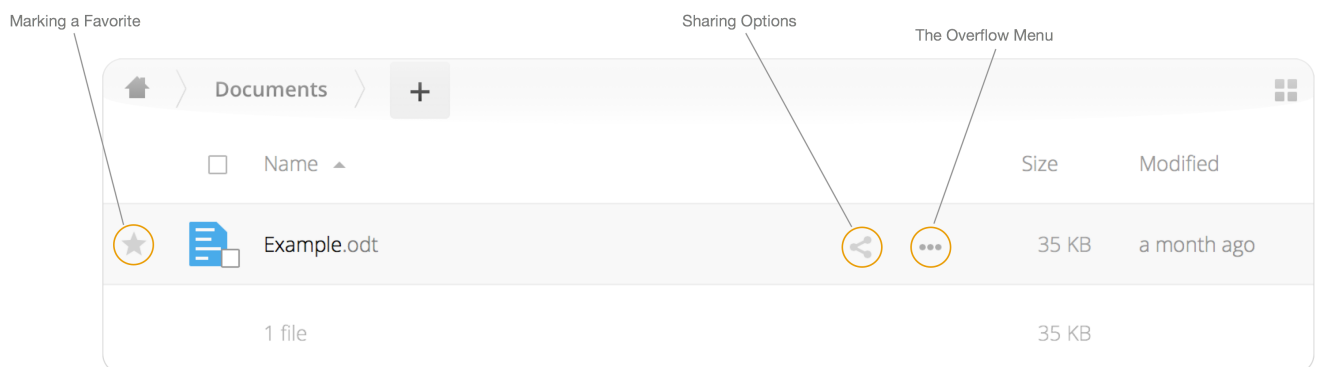 Marking a Favorite
Sharing Options
The Overflow Menu
Documents +
Name Size Modified
Example.odt 35 KB a month ago
1 file 35 KB